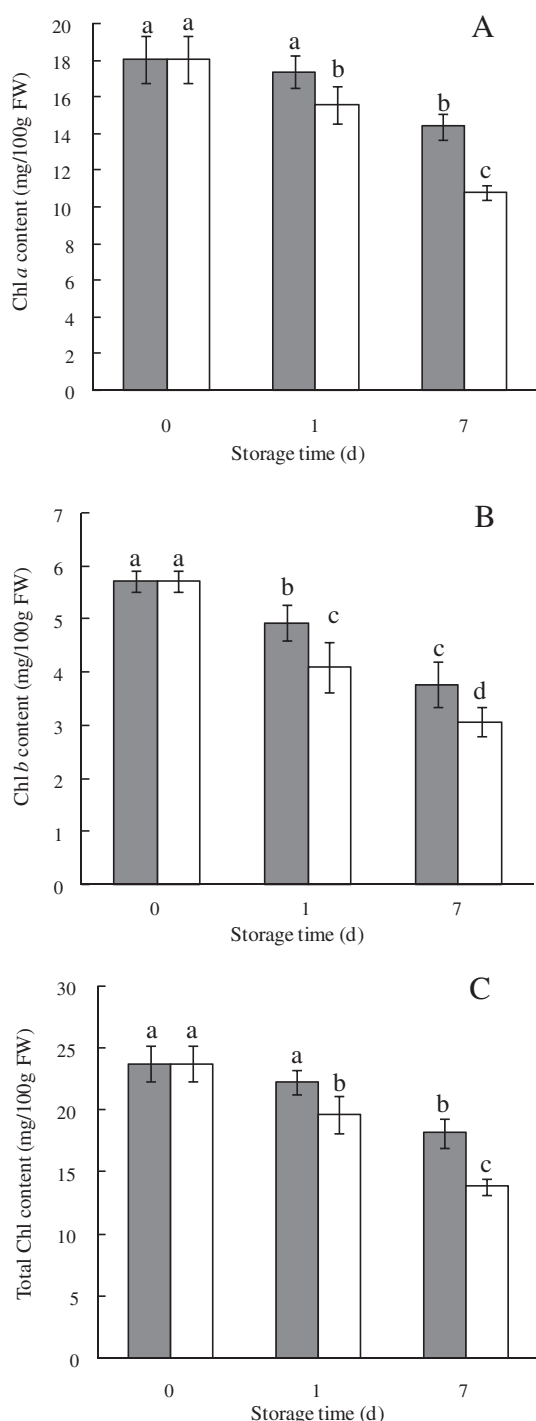 A
Chl a content (mg/100g FW)
20
18
16
14
12
10
8
6
4
2
0
a a
a
b
b
c
0 1 7
Storage time (d)
B
Chl b content (mg/100g FW)
7
6
5
4
3
2
1
0
a a
b
c
c
d
0 1 7
Storage time (d)
C
Total Chl content (mg/100g FW)
30
25
20
15
10
5
0
a a
a
b
b
c
0 1 7
Storage time (d)